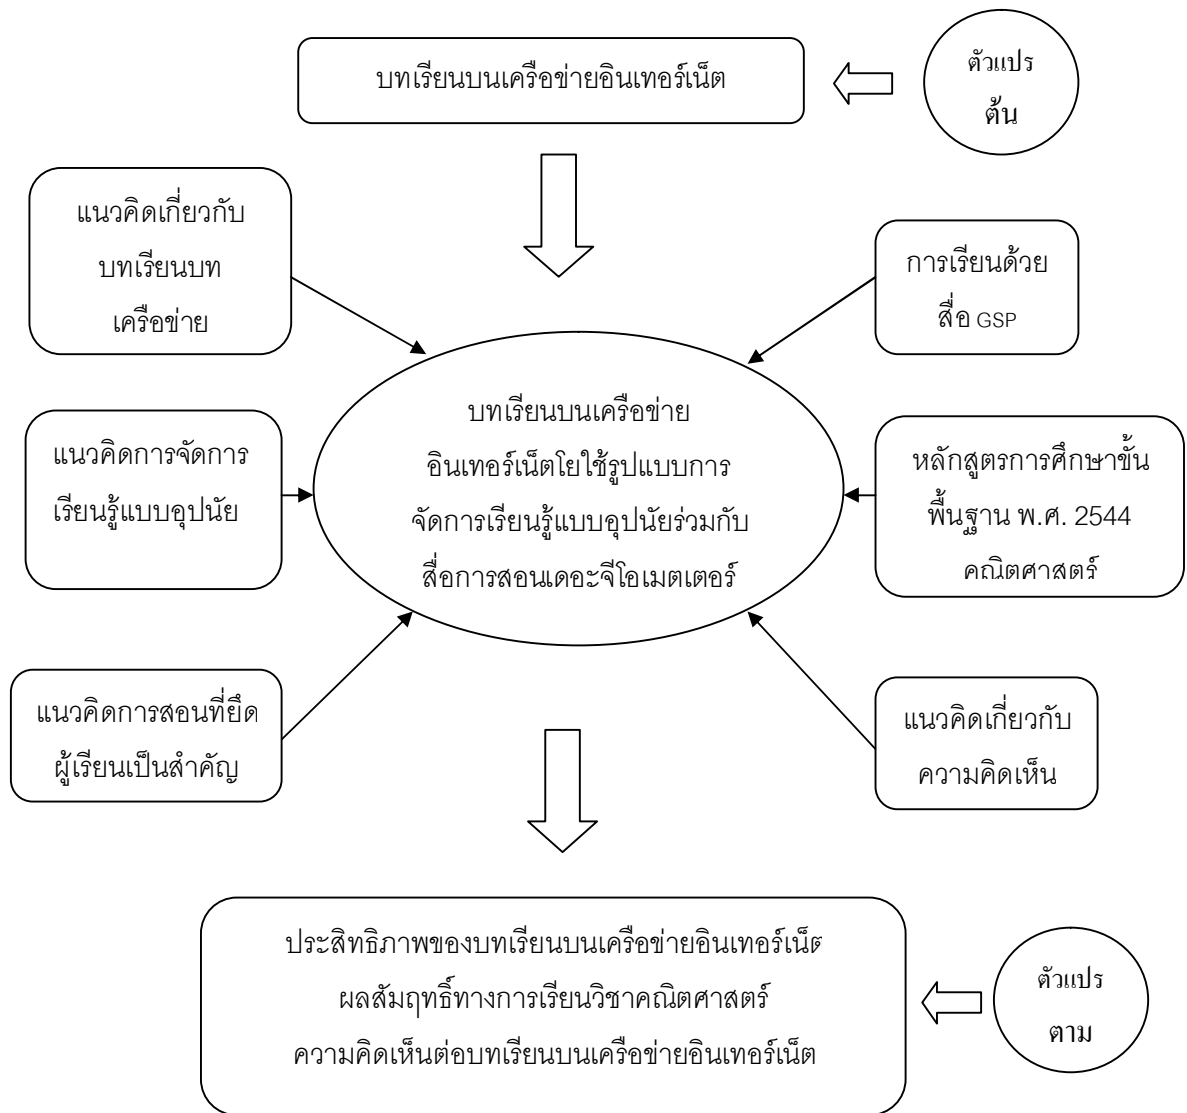 บทเรียนบนเครือข่ายอินเทอร์เน็ต
ตัวแปร
ต้น
แนวคิดเกี่ยวกับ
บทเรียนบท
เครือข่าย
การเรียนด้วย
สื่อ GSP
บทเรียนบนเครือข่าย
อินเทอร์เน็ตโยใช้รูปแบบการ
จัดการเรียนรู้แบบอุปนัยร่วมกับ
สื่อการสอนเดอะจีโอเมตเตอร์
แนวคิดการจัดการ
เรียนรู้แบบอุปนัย
หลักสูตรการศึกษาขั้น
พื้นฐาน พ.ศ. 2544
คณิตศาสตร์
แนวคิดการสอนที่ยึด
ผู้เรียนเป็นสำคัญ
แนวคิดเกี่ยวกับ
ความคิดเห็น
ประสิทธิภาพของบทเรียนบนเครือข่ายอินเทอร์เน็ต
ผลสัมฤทธิ์ทางการเรียนวิชาคณิตศาสตร์
ความคิดเห็นต่อบทเรียนบนเครือข่ายอินเทอร์เน็ต
ตัวแปร
ตาม